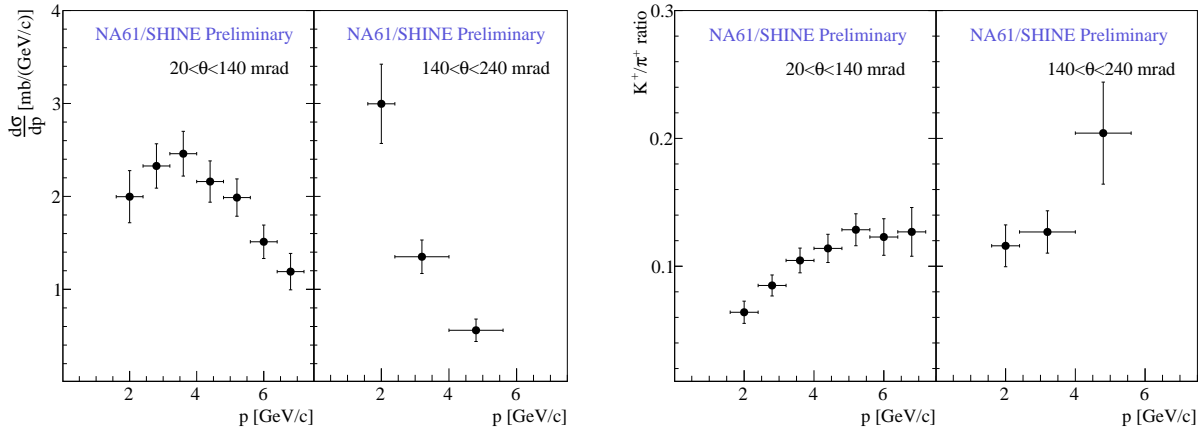 NA61/SHINE Preliminary
20<θ<140 mrad
NA61/SHINE Preliminary
140<θ<240 mrad
dσ/dp [mb/(GeV/c)]
4
3
2
1
2 4 6
p [GeV/c]
2 4 6
p [GeV/c]
NA61/SHINE Preliminary
20<θ<140 mrad
NA61/SHINE Preliminary
140<θ<240 mrad
K⁺/π⁺ ratio
0.3
0.2
0.1
2 4 6
p [GeV/c]
2 4 6
p [GeV/c]